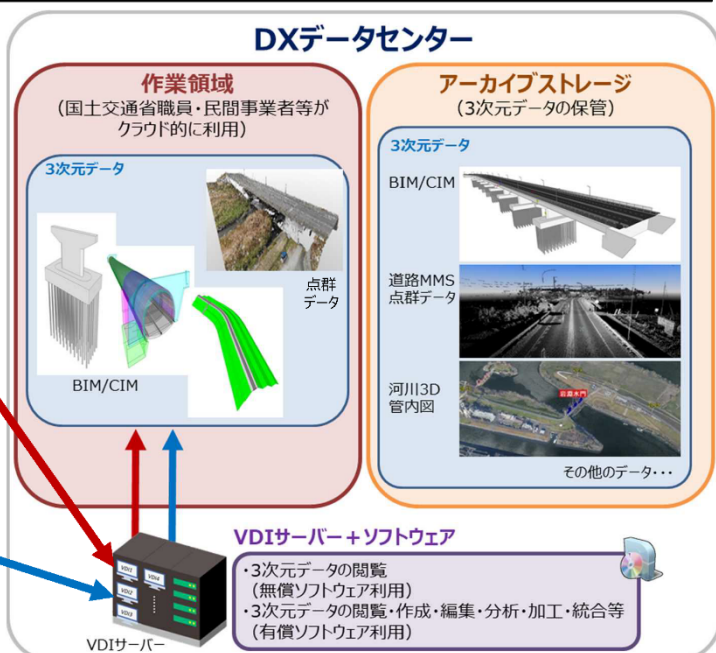 DXデータセンター
作業領域
(国土交通省職員・民間事業者等が
クラウド的に利用)
3次元データ
点群
データ
BIM/CIM
アーカイブストレージ
(3次元データの保管)
3次元データ
BIM/CIM
道路MMS
点群データ
河川3D
管内図
岩淵水門
その他のデータ・・・
VDIサーバー+ソフトウェア
・3次元データの閲覧
(無償ソフトウェア利用)
・3次元データの閲覧・作成・編集・分析・加工・統合等
(有償ソフトウェア利用)
VDI1
VDI4
VDI2
VDI3
VDIサーバー